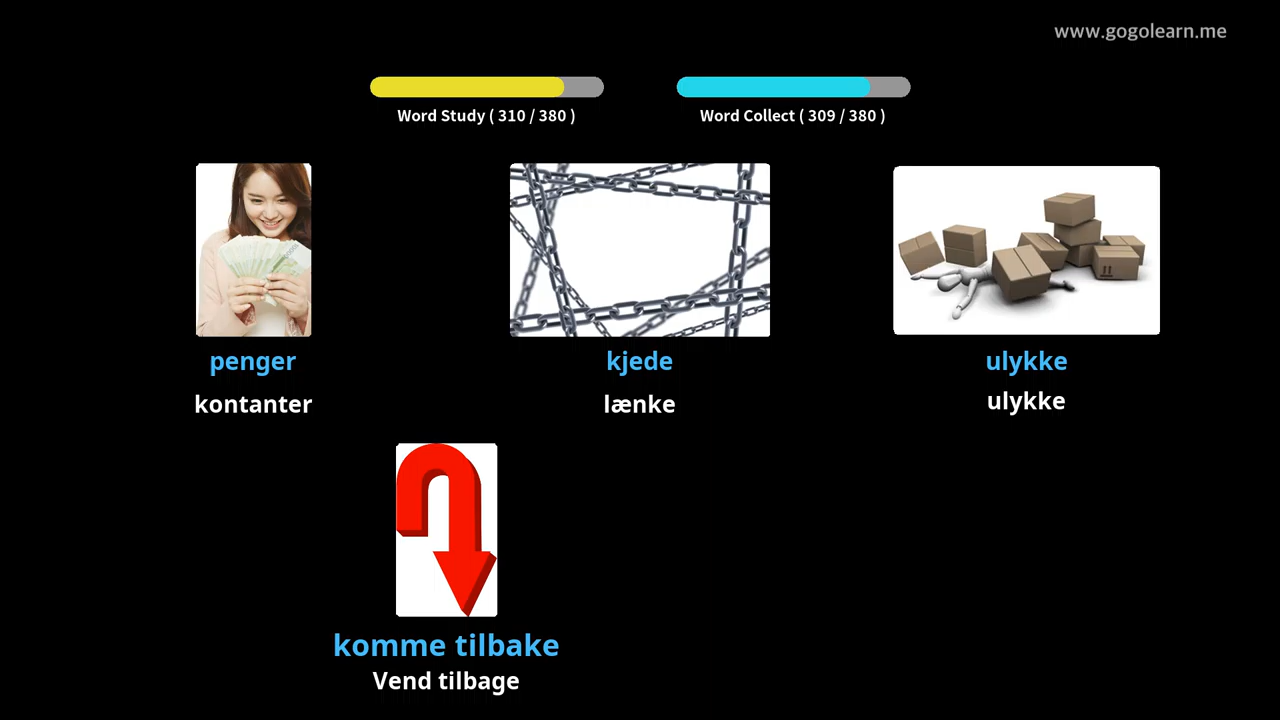 www.gogolearn.me
Word Study ( 310 / 380 )
Word Collect ( 309 / 380 )
penger
kjede
ulykke
kontanter
lænke
ulykke
komme tilbake
Vend tilbage